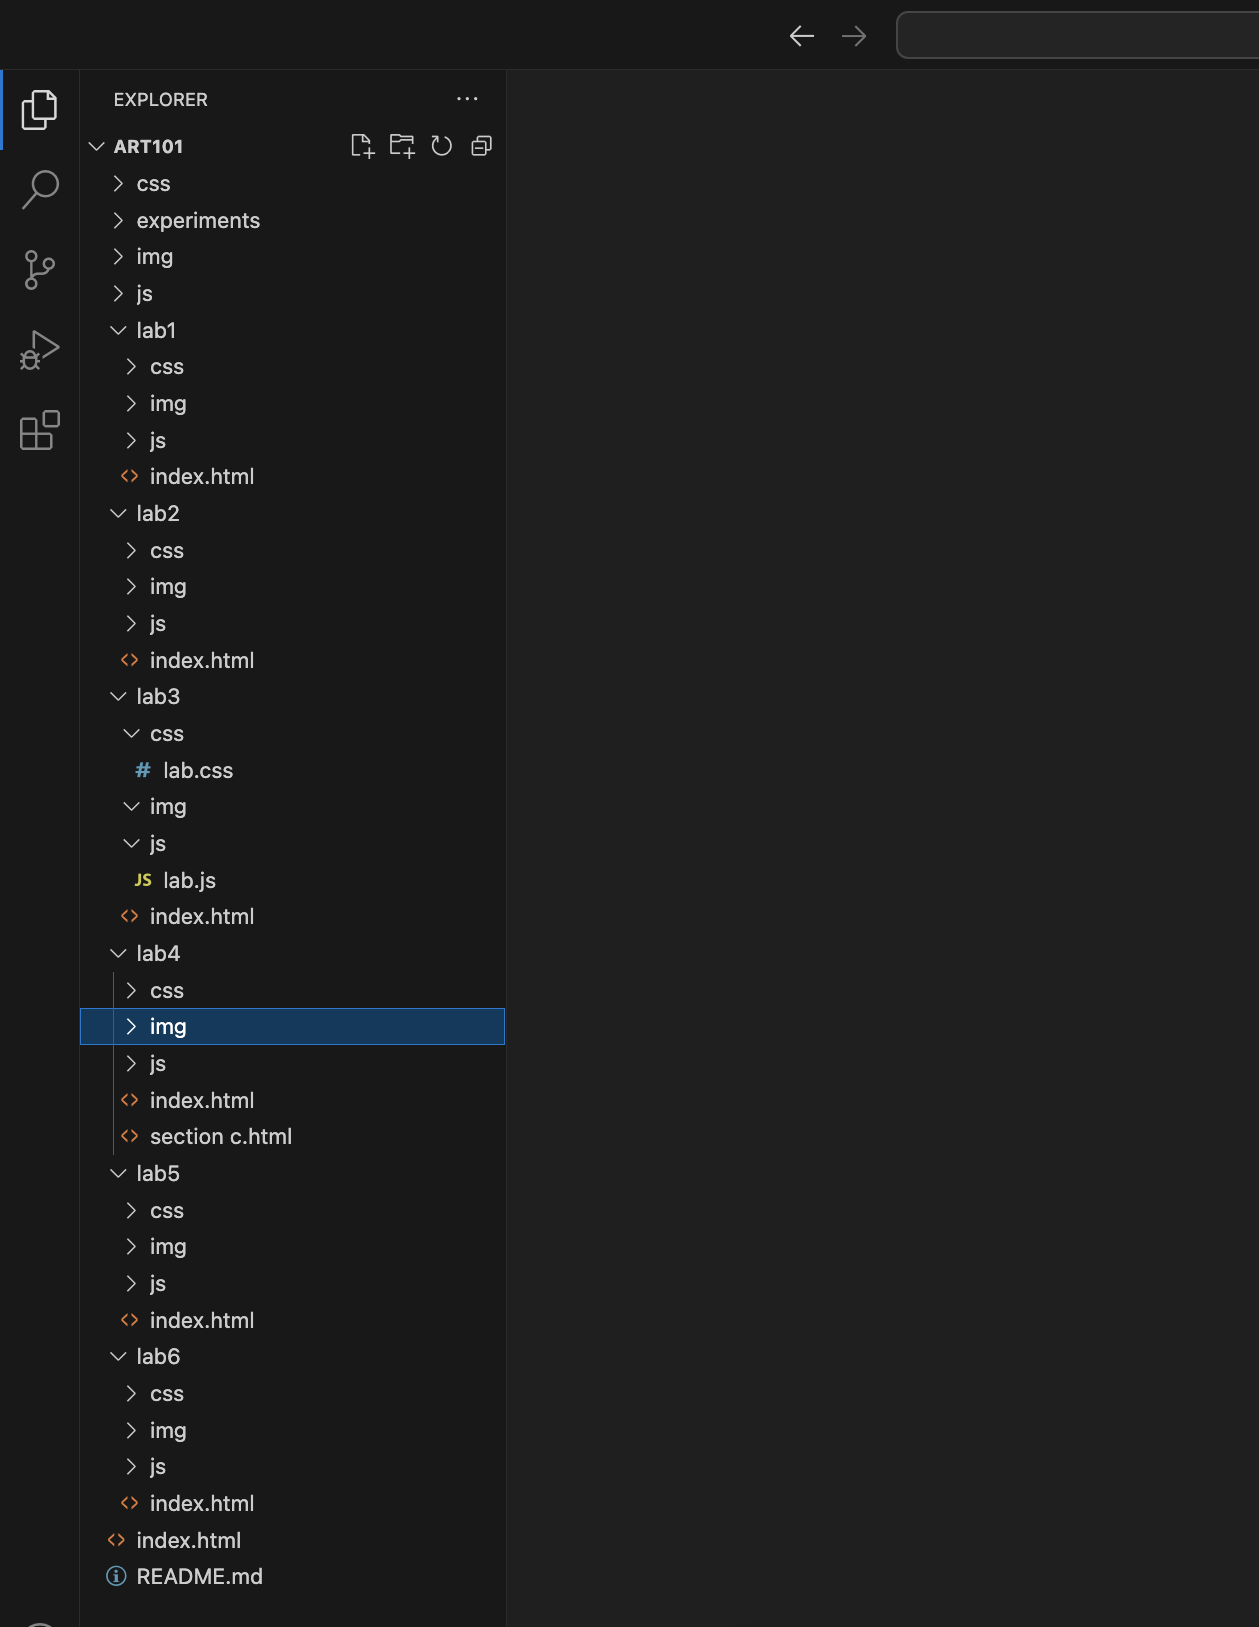 EXPLORER
ART101
css
experiments
img
js
lab1
css
img
js
index.html
lab2
css
img
js
index.html
lab3
css
# lab.css
img
js
JS lab.js
index.html
lab4
css
img
js
index.html
section c.html
lab5
css
img
js
index.html
lab6
css
img
js
index.html
index.html
README.md